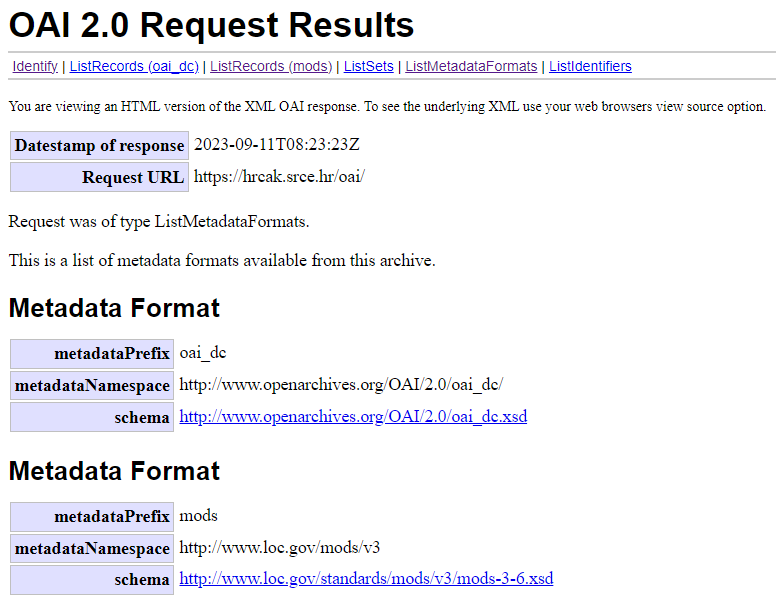 OAI 2.0 Request Results
Identify | ListRecords (oai_dc) | ListRecords (mods) | ListSets | ListMetadataFormats | ListIdentifiers
You are viewing an HTML version of the XML OAI response. To see the underlying XML use your web browsers view source option.
Datestamp of response 2023-09-11T08:23:23Z
Request URL https://hrcak.srce.hr/oai/
Request was of type ListMetadataFormats.
This is a list of metadata formats available from this archive.
Metadata Format
metadataPrefix oai_dc
metadataNamespace http://www.openarchives.org/OAI/2.0/oai_dc/
schema http://www.openarchives.org/OAI/2.0/oai_dc.xsd
Metadata Format
metadataPrefix mods
metadataNamespace http://www.loc.gov/mods/v3
schema http://www.loc.gov/standards/mods/v3/mods-3-6.xsd